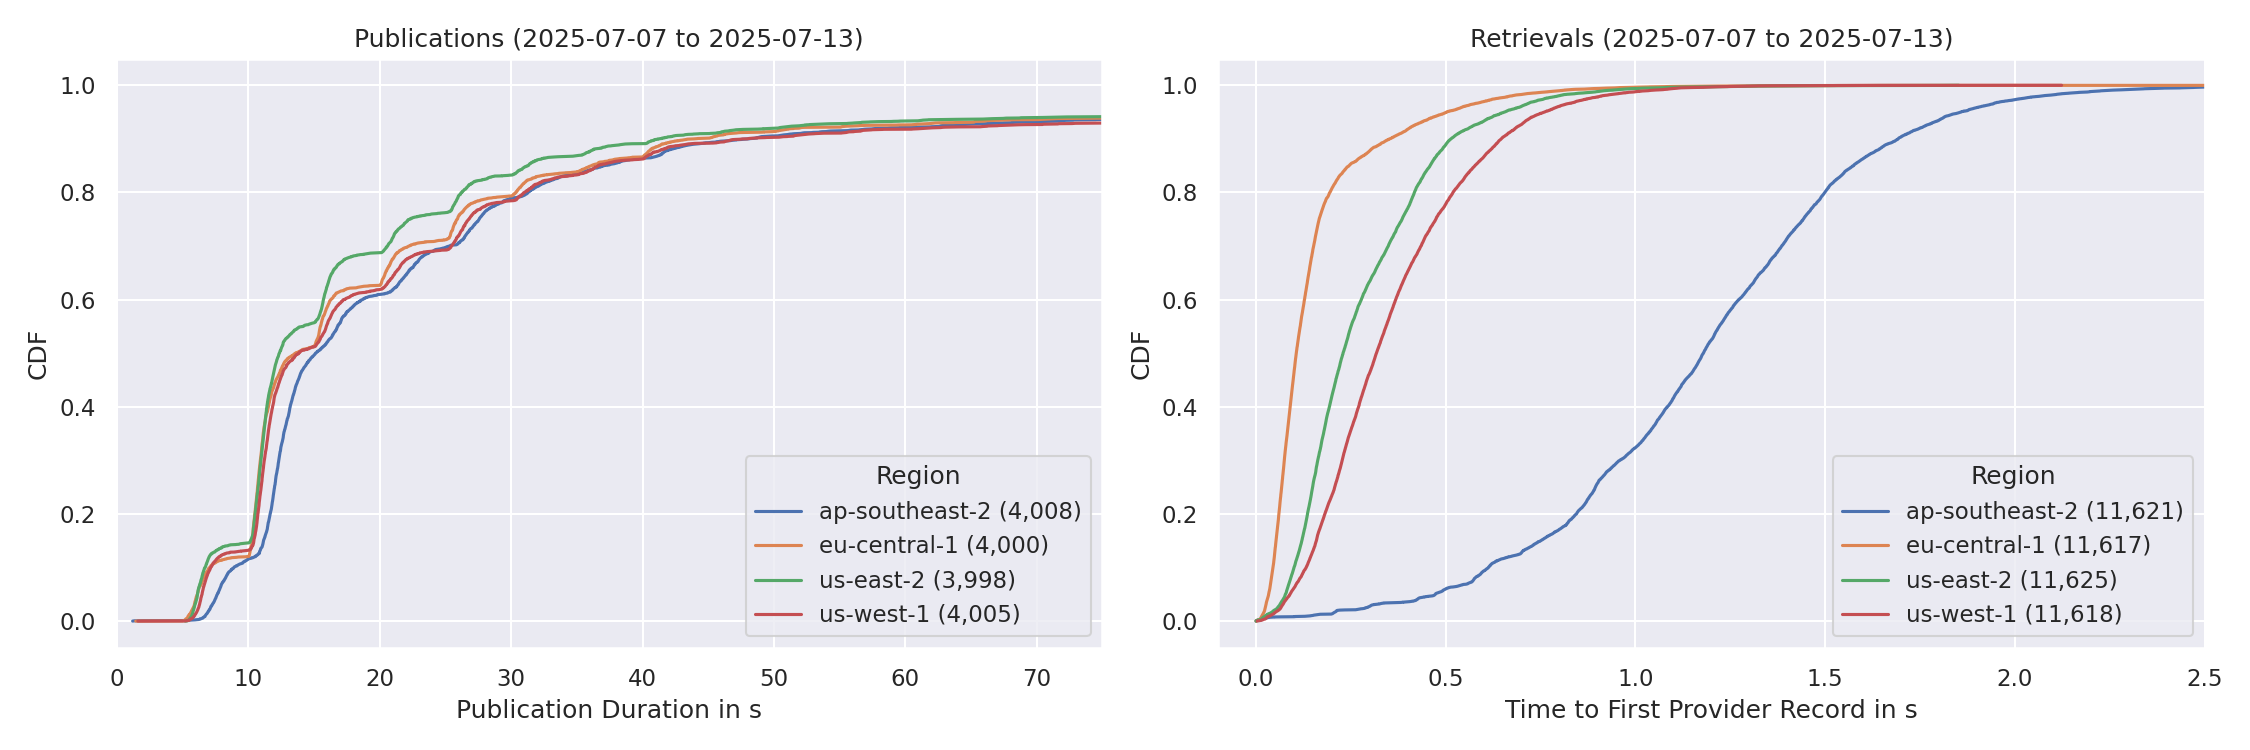 Publications (2025-07-07 to 2025-07-13)
1.0
0.8
0.6
0.4
0.2
0.0
CDF
0 10 20 30 40 50 60 70
Publication Duration in s
Region
ap-southeast-2 (4,008)
eu-central-1 (4,000)
us-east-2 (3,998)
us-west-1 (4,005)
Retrievals (2025-07-07 to 2025-07-13)
1.0
0.8
0.6
0.4
0.2
0.0
CDF
0.0 0.5 1.0 1.5 2.0 2.5
Time to First Provider Record in s
Region
ap-southeast-2 (11,621)
eu-central-1 (11,617)
us-east-2 (11,625)
us-west-1 (11,618)